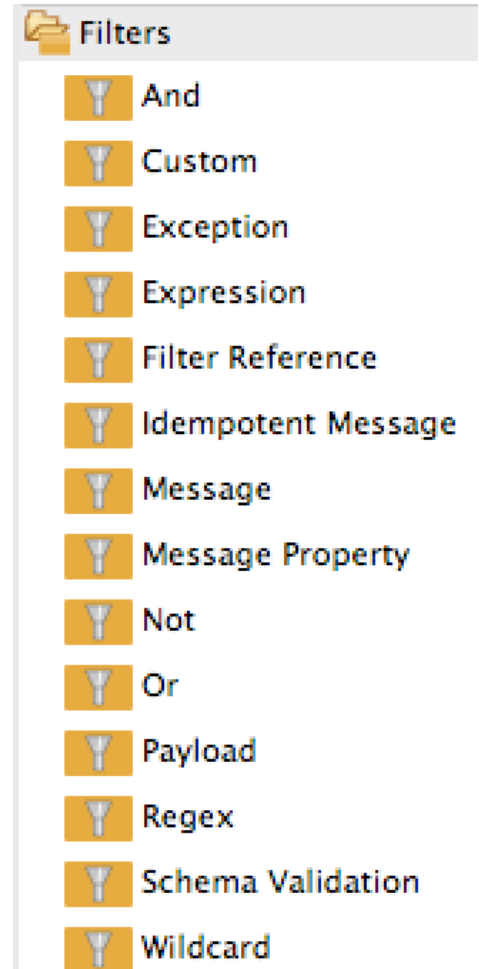 Filters
And
Custom
Exception
Expression
Filter Reference
Idempotent Message
Message
Message Property
Not
Or
Payload
Regex
Schema Validation
Wildcard